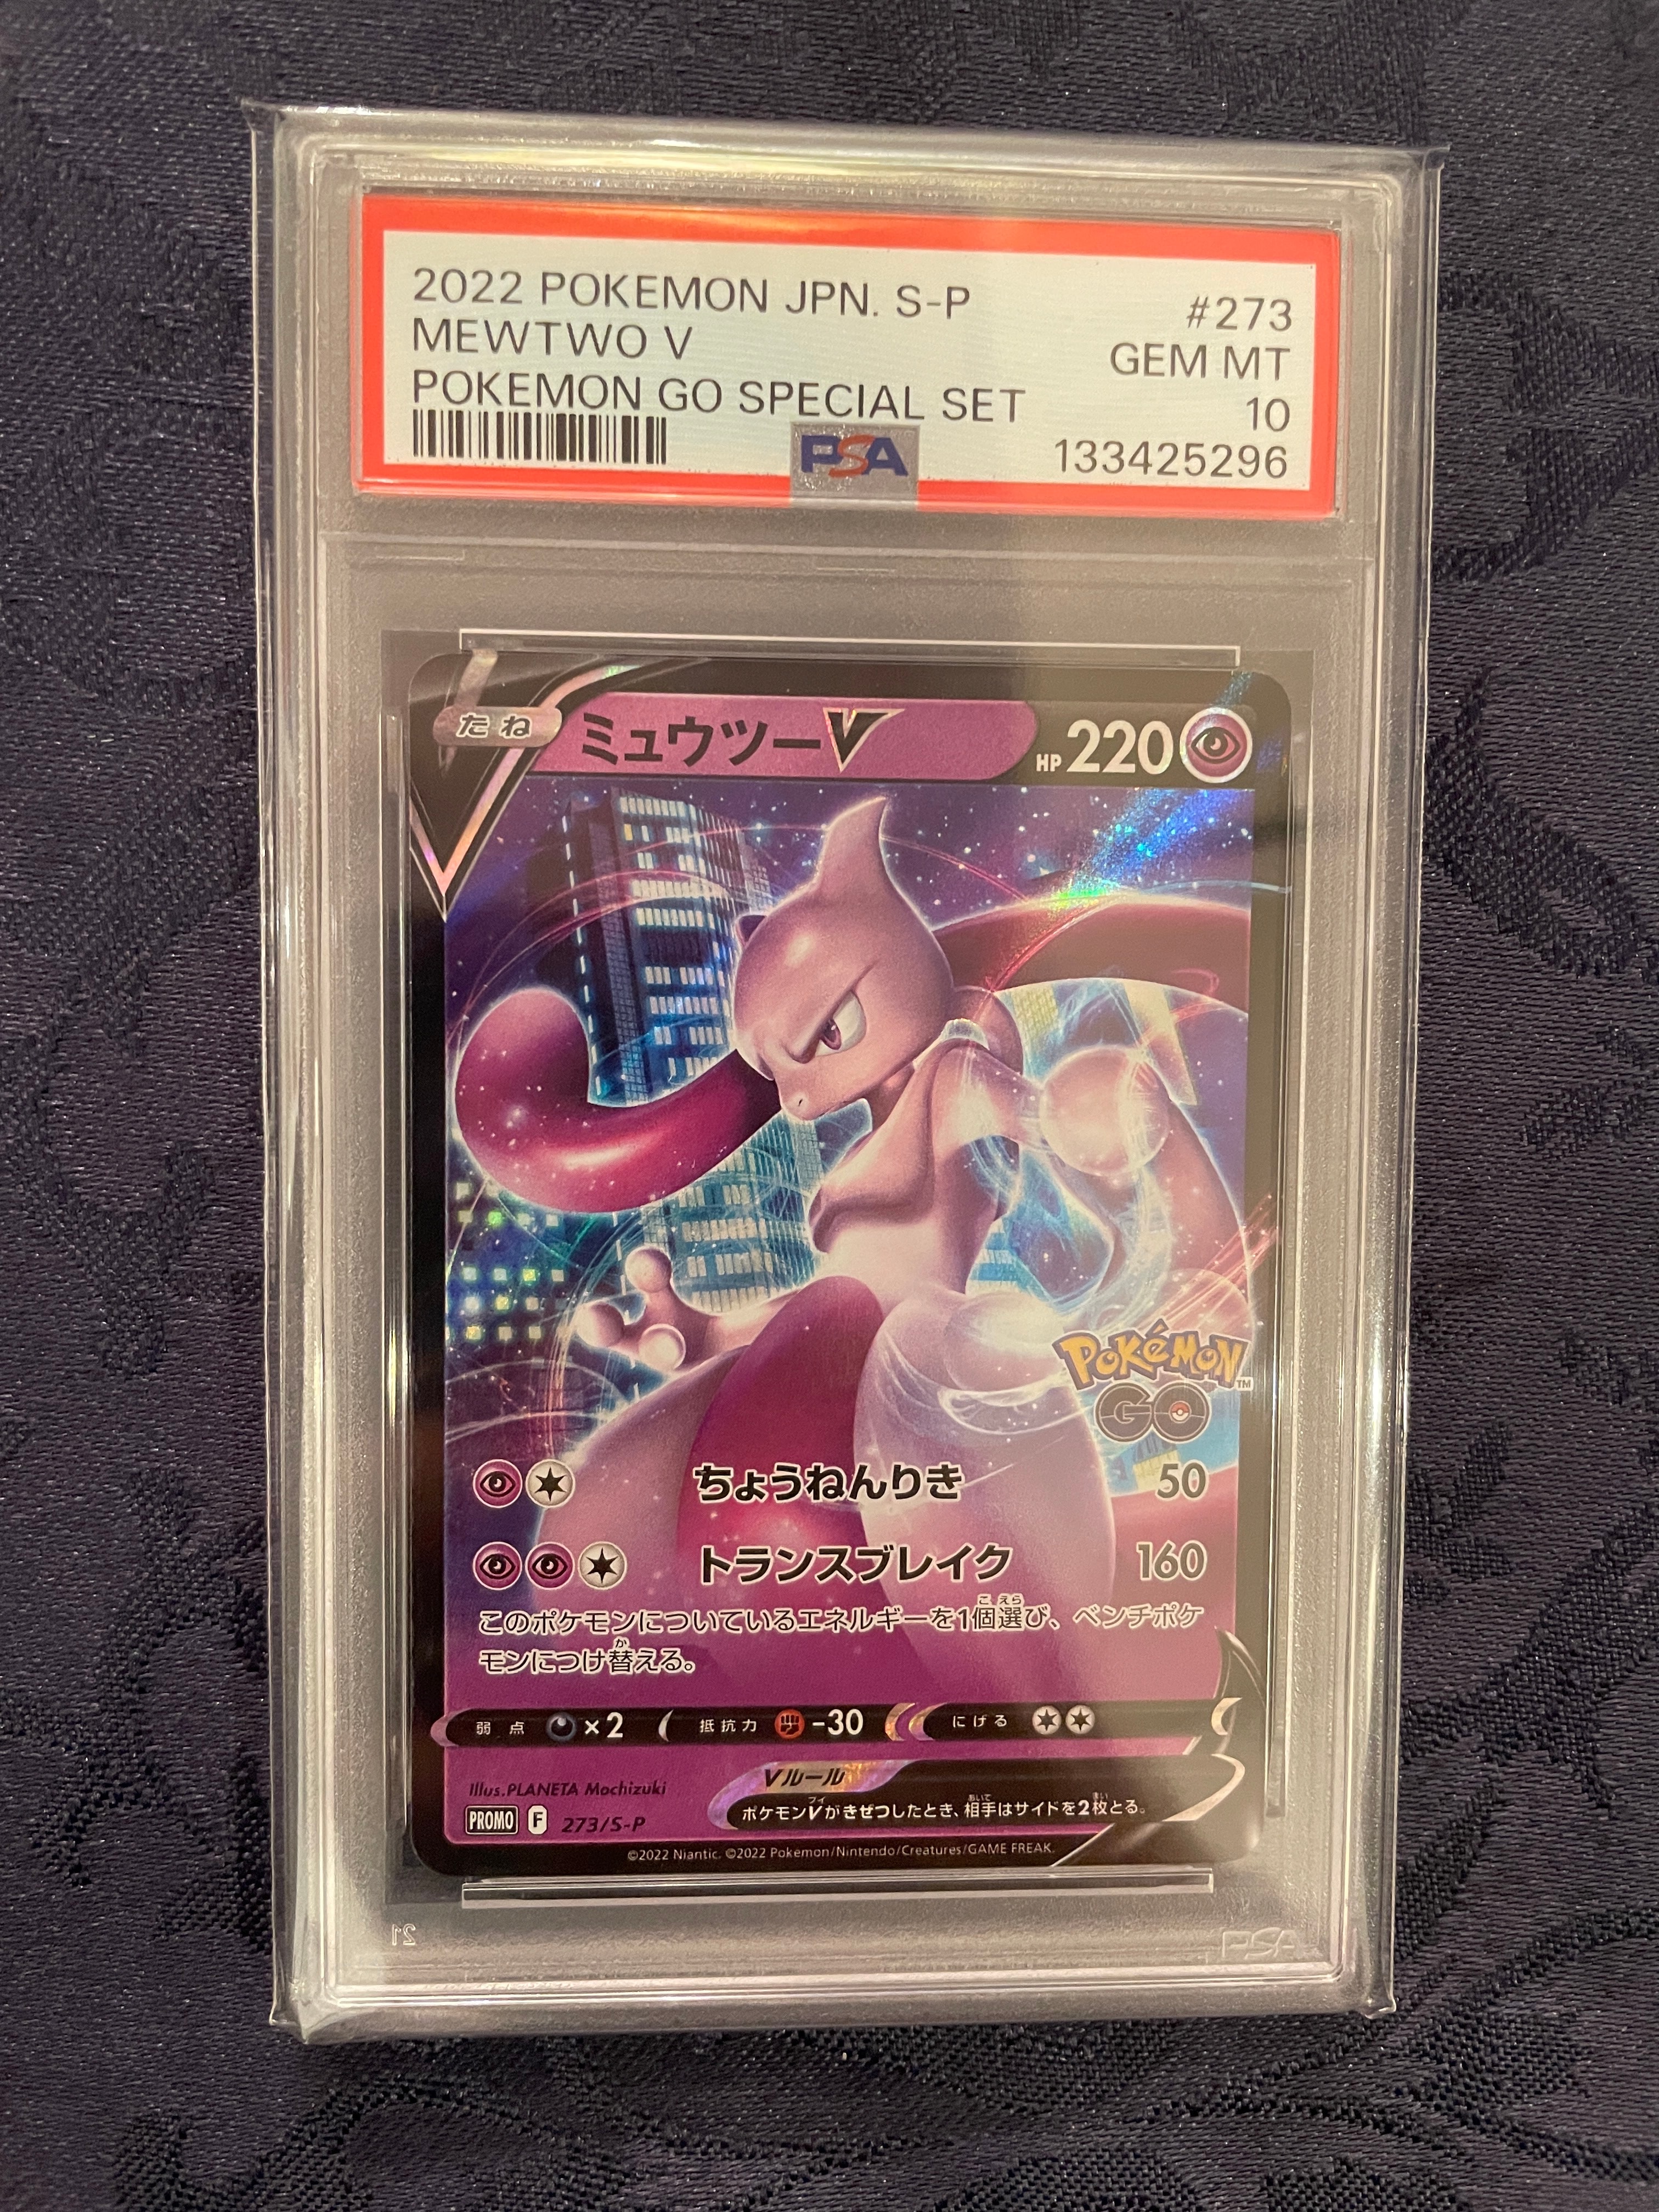 2022 POKEMON JPN. S-P #273
MEWTWO V GEM MT
POKEMON GO SPECIAL SET 10
PSA 133425296
たね ミュウツーV HP 220
POKéMON™
GO
ちょうねんりき 50
トランスブレイク 160
このポケモンについているエネルギーを1個選び、ベンチポケ
モンにつけ替える。
弱点 ×2 抵抗力 -30 にげる
Illus.PLANETA Mochizuki
Vルール
ポケモンVがきぜつしたとき、相手はサイドを2枚とる。
PROMO F 273/S-P
©2022 Niantic. ©2022 Pokémon/Nintendo/Creatures/GAME FREAK.
21 PSA